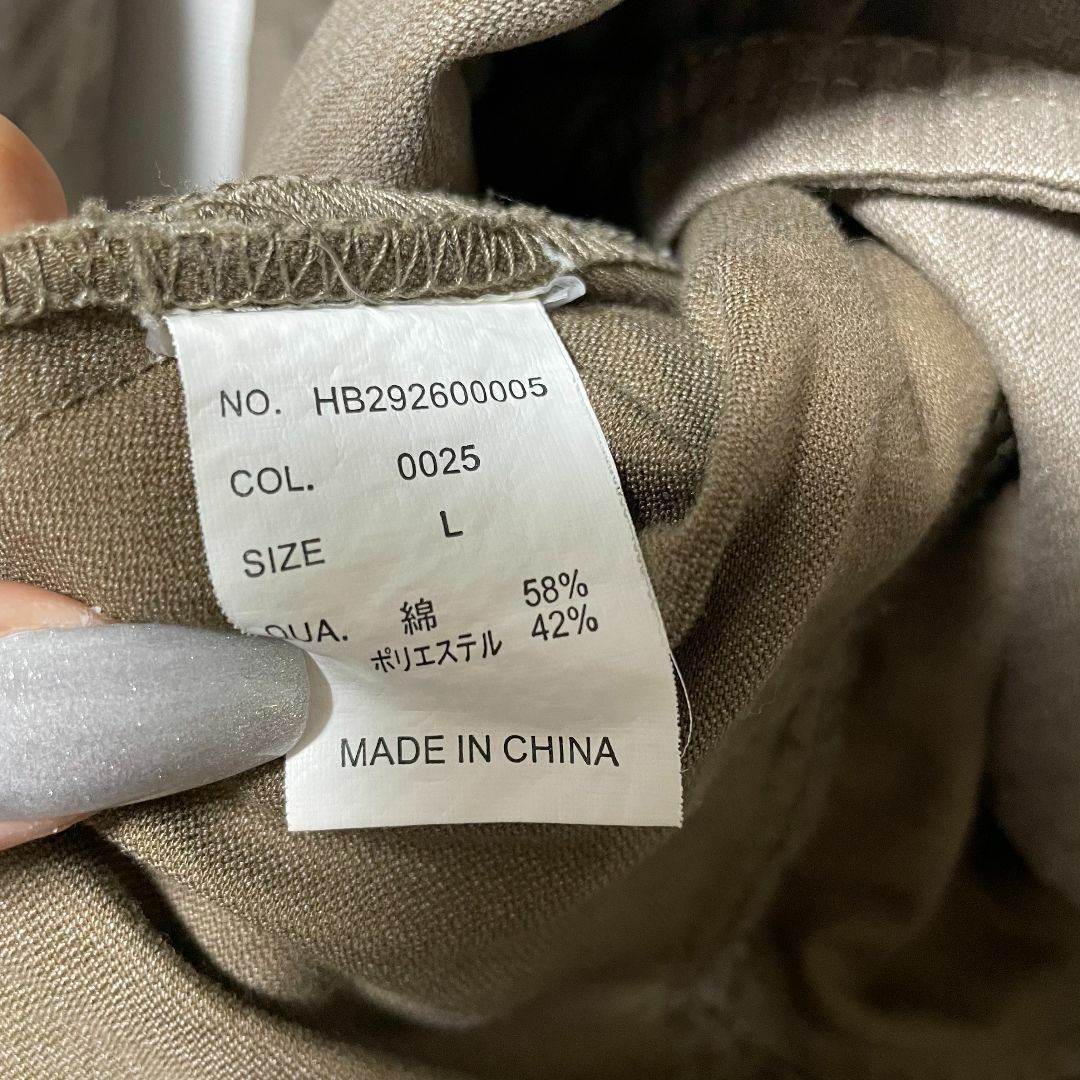 NO. HB292600005
COL. 0025
SIZE L
QUA. 綿 58%
ポリエステル 42%
MADE IN CHINA